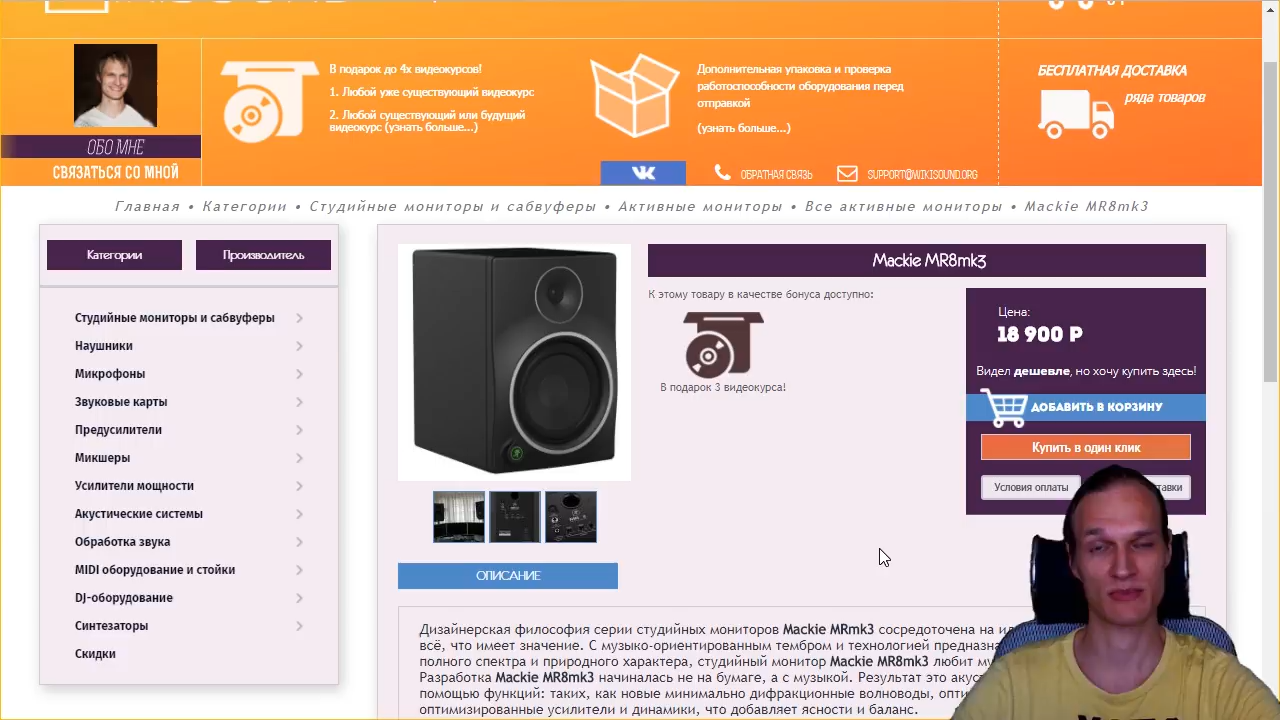 ОБО МНЕ
СВЯЗАТЬСЯ СО МНОЙ
В подарок до 4х видеокурсов!
1. Любой уже существующий видеокурс
2. Любой существующий или будущий
видеокурс (узнать больше...)
Дополнительная упаковка и проверка
работоспособности оборудования перед
отправкой
(узнать больше...)
БЕСПЛАТНАЯ ДОСТАВКА
ряда товаров
ОБРАТНАЯ СВЯЗЬ
SUPPORT@WIKISOUND.ORG
Главная • Категории • Студийные мониторы и сабвуферы • Активные мониторы • Все активные мониторы • Mackie MR8mk3
Категории
Производитель
Студийные мониторы и сабвуферы
Наушники
Микрофоны
Звуковые карты
Предусилители
Микшеры
Усилители мощности
Акустические системы
Обработка звука
MIDI оборудование и стойки
DJ-оборудование
Синтезаторы
Скидки
Mackie MR8mk3
К этому товару в качестве бонуса доступно:
В подарок 3 видеокурса!
Цена:
18 900 Р
Видел дешевле, но хочу купить здесь!
ДОБАВИТЬ В КОРЗИНУ
Купить в один клик
Условия оплаты
ОПИСАНИЕ
Дизайнерская философия серии студийных мониторов Mackie MRmk3 сосредоточена на
всё, что имеет значение. С музыко-ориентированным тембром и технологией
полного спектра и природного характера, студийный монитор Mackie MR8mk3 любит
Разработка Mackie MR8mk3 начиналась не на бумаге, а с музыкой. Результат это
помощью функций: таких, как новые минимально дифракционные волноводы,
оптимизированные усилители и динамики, что добавляет ясности и баланс.